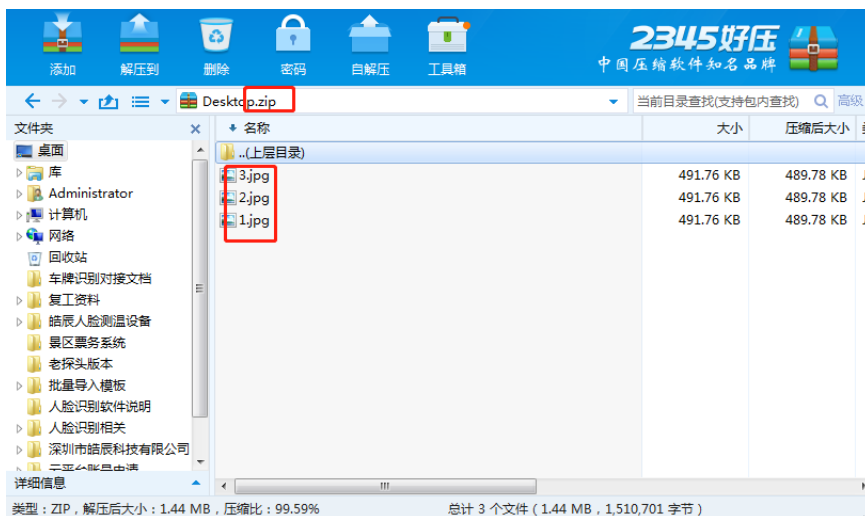 2345好压
中国压缩软件知名品牌
添加 解压到 删除 密码 自解压 工具箱
Desktop.zip 当前目录查找(支持包内查找) 高级
文件夹 名称 大小 压缩后大小
桌面 ..(上层目录)
库 3.jpg 491.76 KB 489.78 KB
Administrator 2.jpg 491.76 KB 489.78 KB
计算机 1.jpg 491.76 KB 489.78 KB
网络
回收站
车牌识别对接文档
复工资料
皓辰人脸测温设备
景区票务系统
老探头版本
批量导入模板
人脸识别软件说明
人脸识别相关
深圳市皓辰科技有限公司
云平台账号申请
详细信息
类型：ZIP，解压后大小：1.44 MB，压缩比：99.59% 总计 3 个文件（1.44 MB，1,510,701 字节）